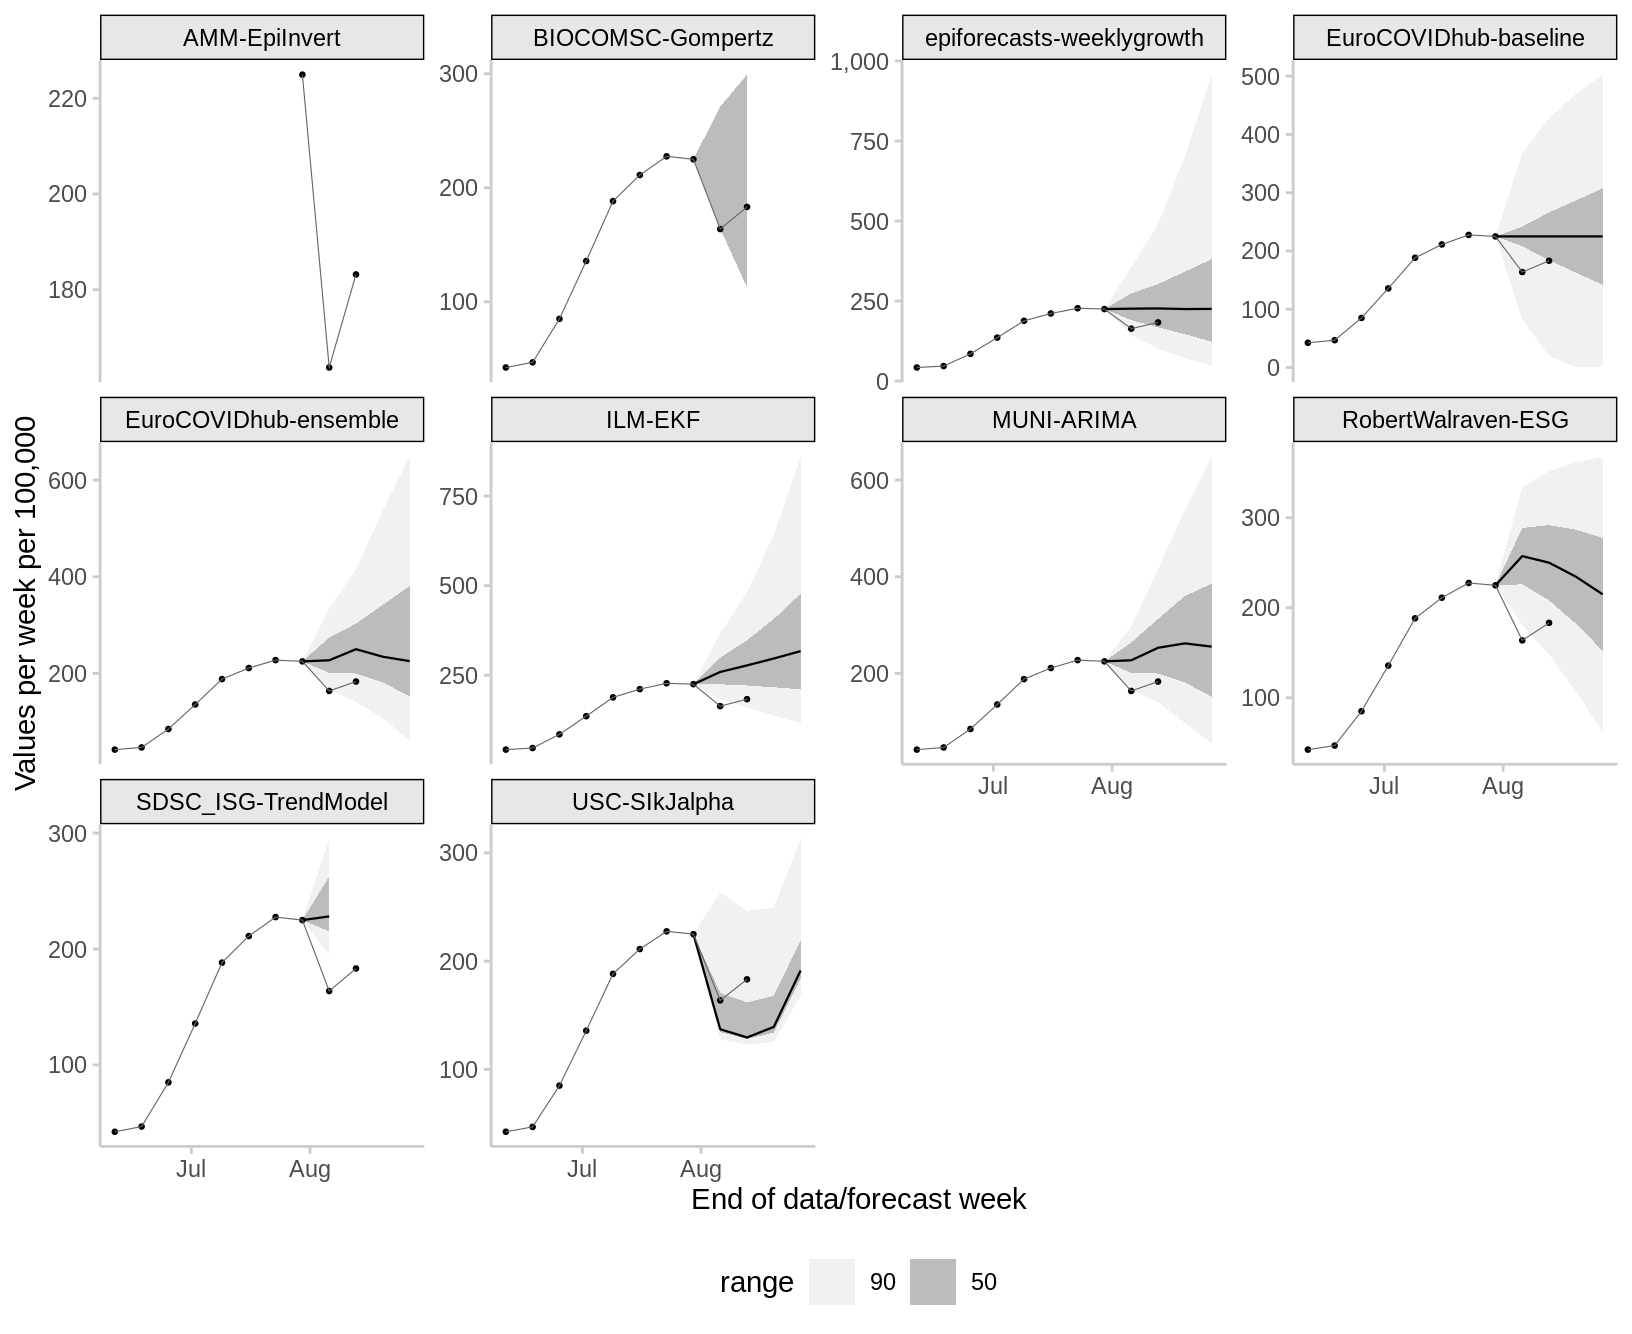 AMM-EpiInvert
BIOCOMSC-Gompertz
epiforecasts-weeklygrowth
EuroCOVIDhub-baseline
220
200
180
300
200
100
1,000
750
500
250
0
500
400
300
200
100
0
EuroCOVIDhub-ensemble
ILM-EKF
MUNI-ARIMA
RobertWalraven-ESG
600
400
200
750
500
250
600
400
200
300
200
100
Jul Aug
Jul Aug
SDSC_ISG-TrendModel
USC-SIkJalpha
300
200
100
300
200
100
Jul Aug
Jul Aug
Values per week per 100,000
End of data/forecast week
range 90 50